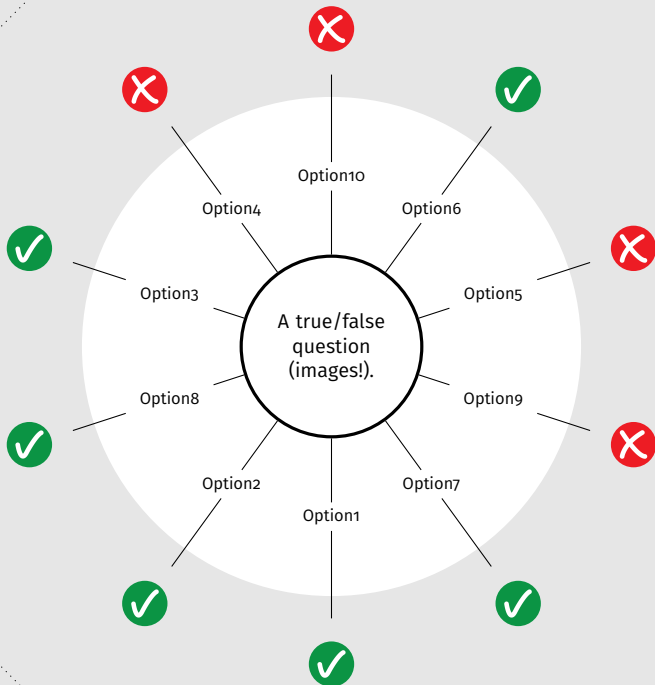 Option10
Option4
Option6
Option3
Option5
A true/false
question
(images!).
Option8
Option9
Option2
Option7
Option1